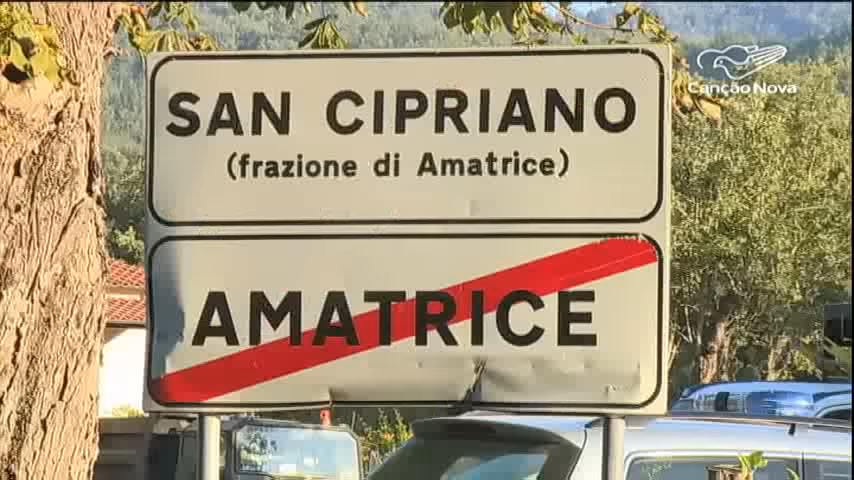 Canção Nova
SAN CIPRIANO
(frazione di Amatrice)
AMATRICE